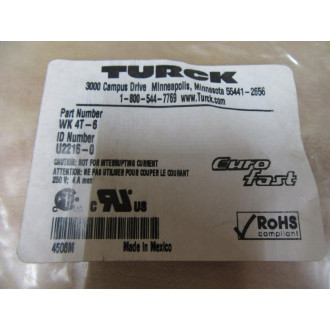 TURCK
3000 Campus Drive Minneapolis, Minnesota 55441-2656
1-800-544-7769 www.Turck.com
Part Number
WK 4T-6
ID Number
U2216-0
CAUTION: NOT FOR INTERRUPTING CURRENT
ATTENTION: NE PAS UTILISER POUR COUPER LE COURANT
250 V; 4 A max
euro fast
C US
RoHS
compliant
4508M
Made in Mexico